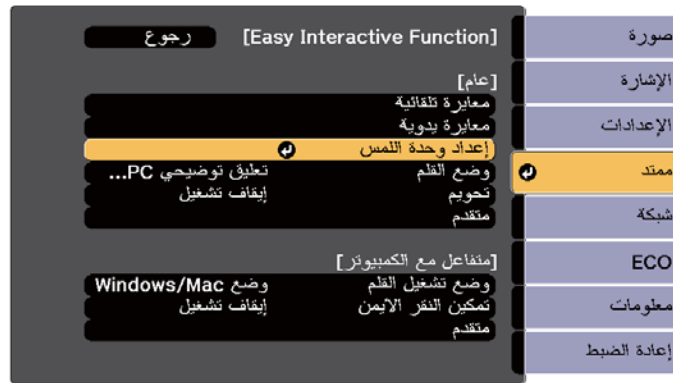 صورة
الإشارة
الإعدادات
ممتد
شبكة
ECO
معلومات
إعادة الضبط
[Easy Interactive Function] رجوع
[عام]
معايرة تلقائية
معايرة يدوية
إعداد وحدة اللمس
وضع القلم تعليق توضيحي PC...
تحويم إيقاف تشغيل
متقدم
[متفاعل مع الكمبيوتر]
وضع تشغيل القلم وضع Windows/Mac
تمكين النقر الايمن إيقاف تشغيل
متقدم